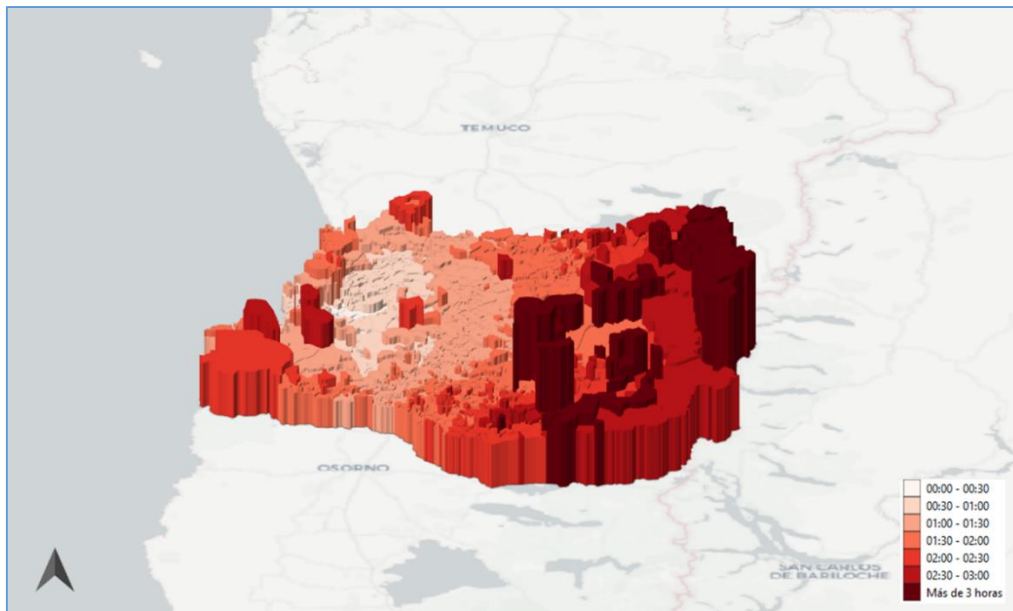 TEMUCO
OSORNO
SAN CARLOS
DE BARILOCHE
00:00 - 00:30
00:30 - 01:00
01:00 - 01:30
01:30 - 02:00
02:00 - 02:30
02:30 - 03:00
Más de 3 horas